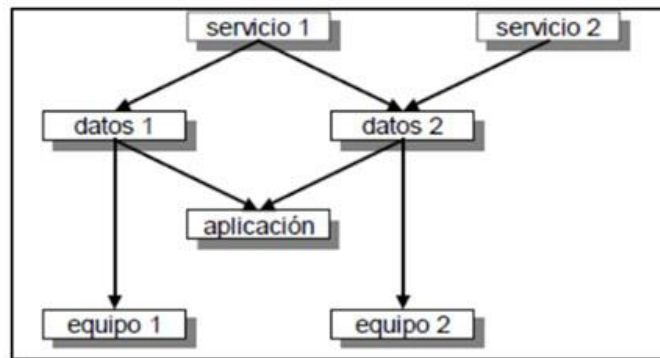 servicio 1
servicio 2
datos 1
datos 2
aplicación
equipo 1
equipo 2